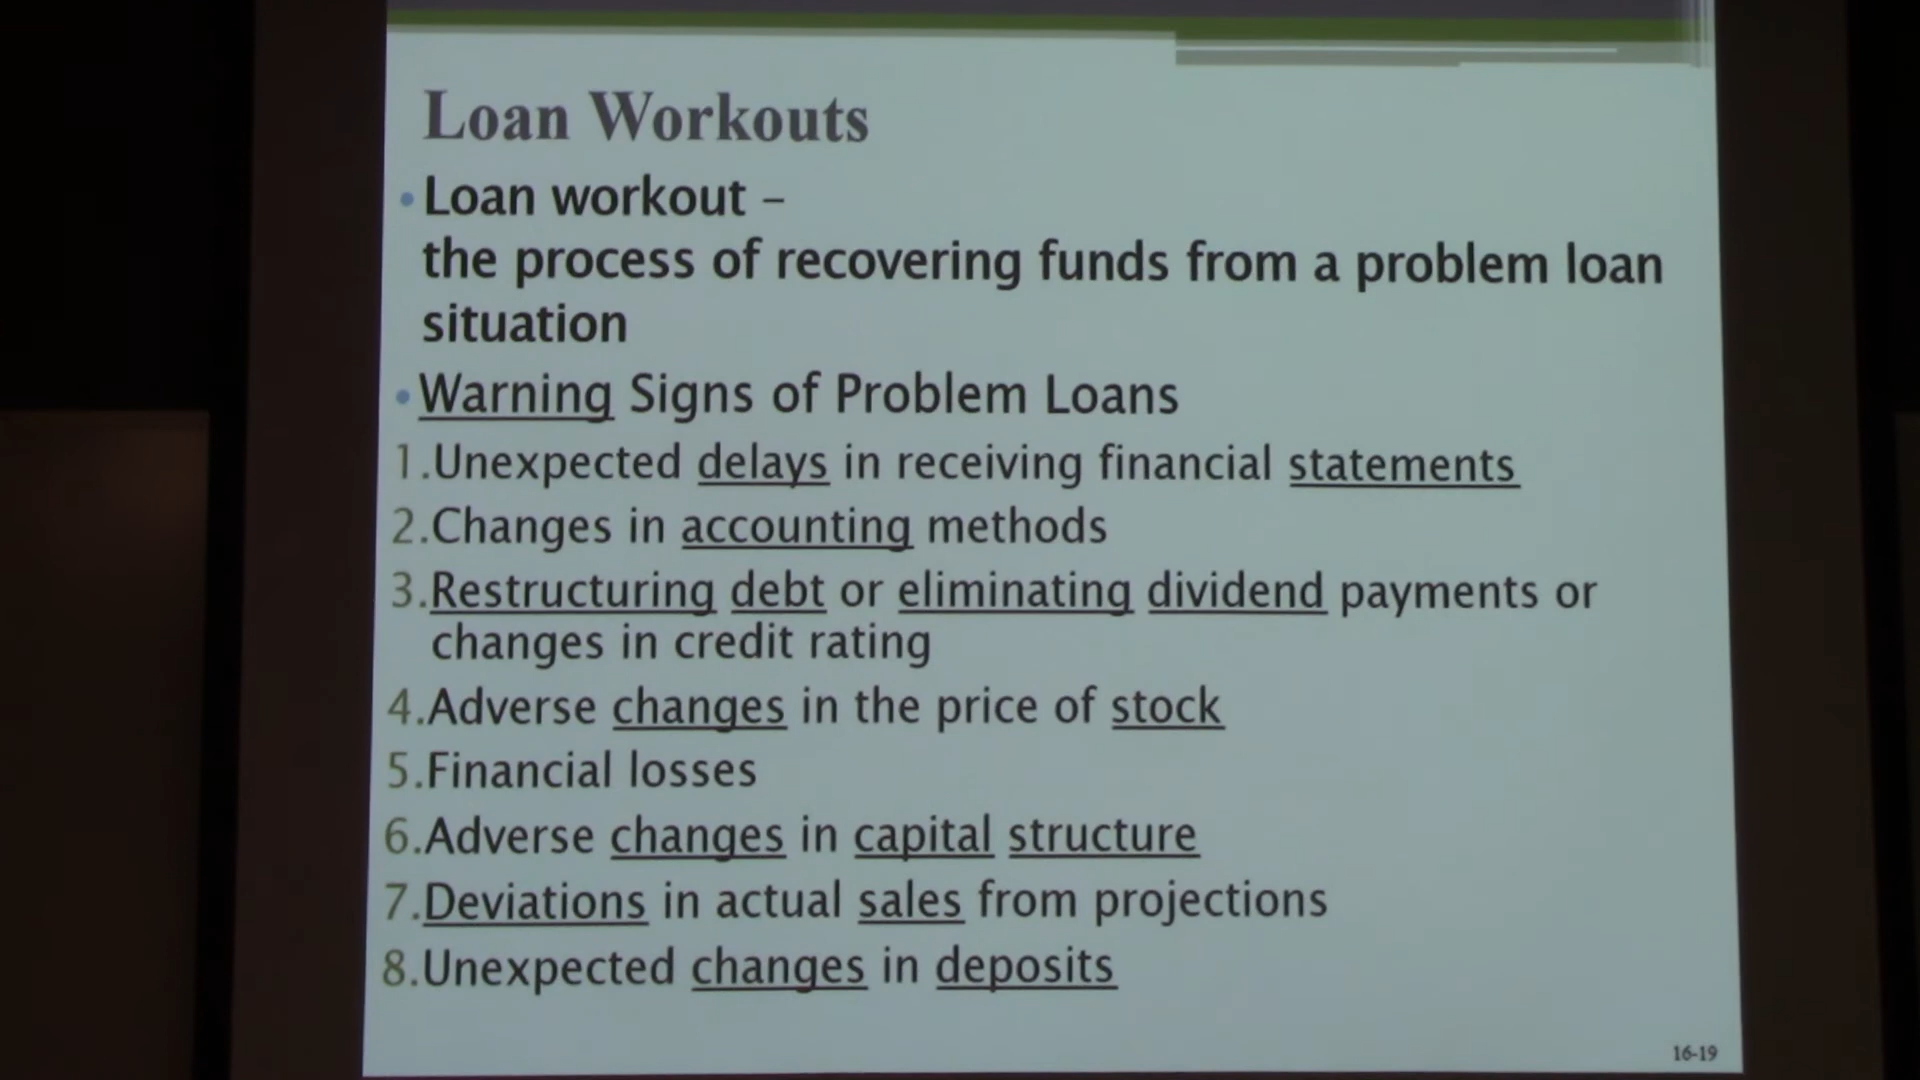 Loan Workouts
• Loan workout –
the process of recovering funds from a problem loan
situation
• Warning Signs of Problem Loans
1.Unexpected delays in receiving financial statements
2.Changes in accounting methods
3.Restructuring debt or eliminating dividend payments or
changes in credit rating
4.Adverse changes in the price of stock
5.Financial losses
6.Adverse changes in capital structure
7.Deviations in actual sales from projections
8.Unexpected changes in deposits
16-19